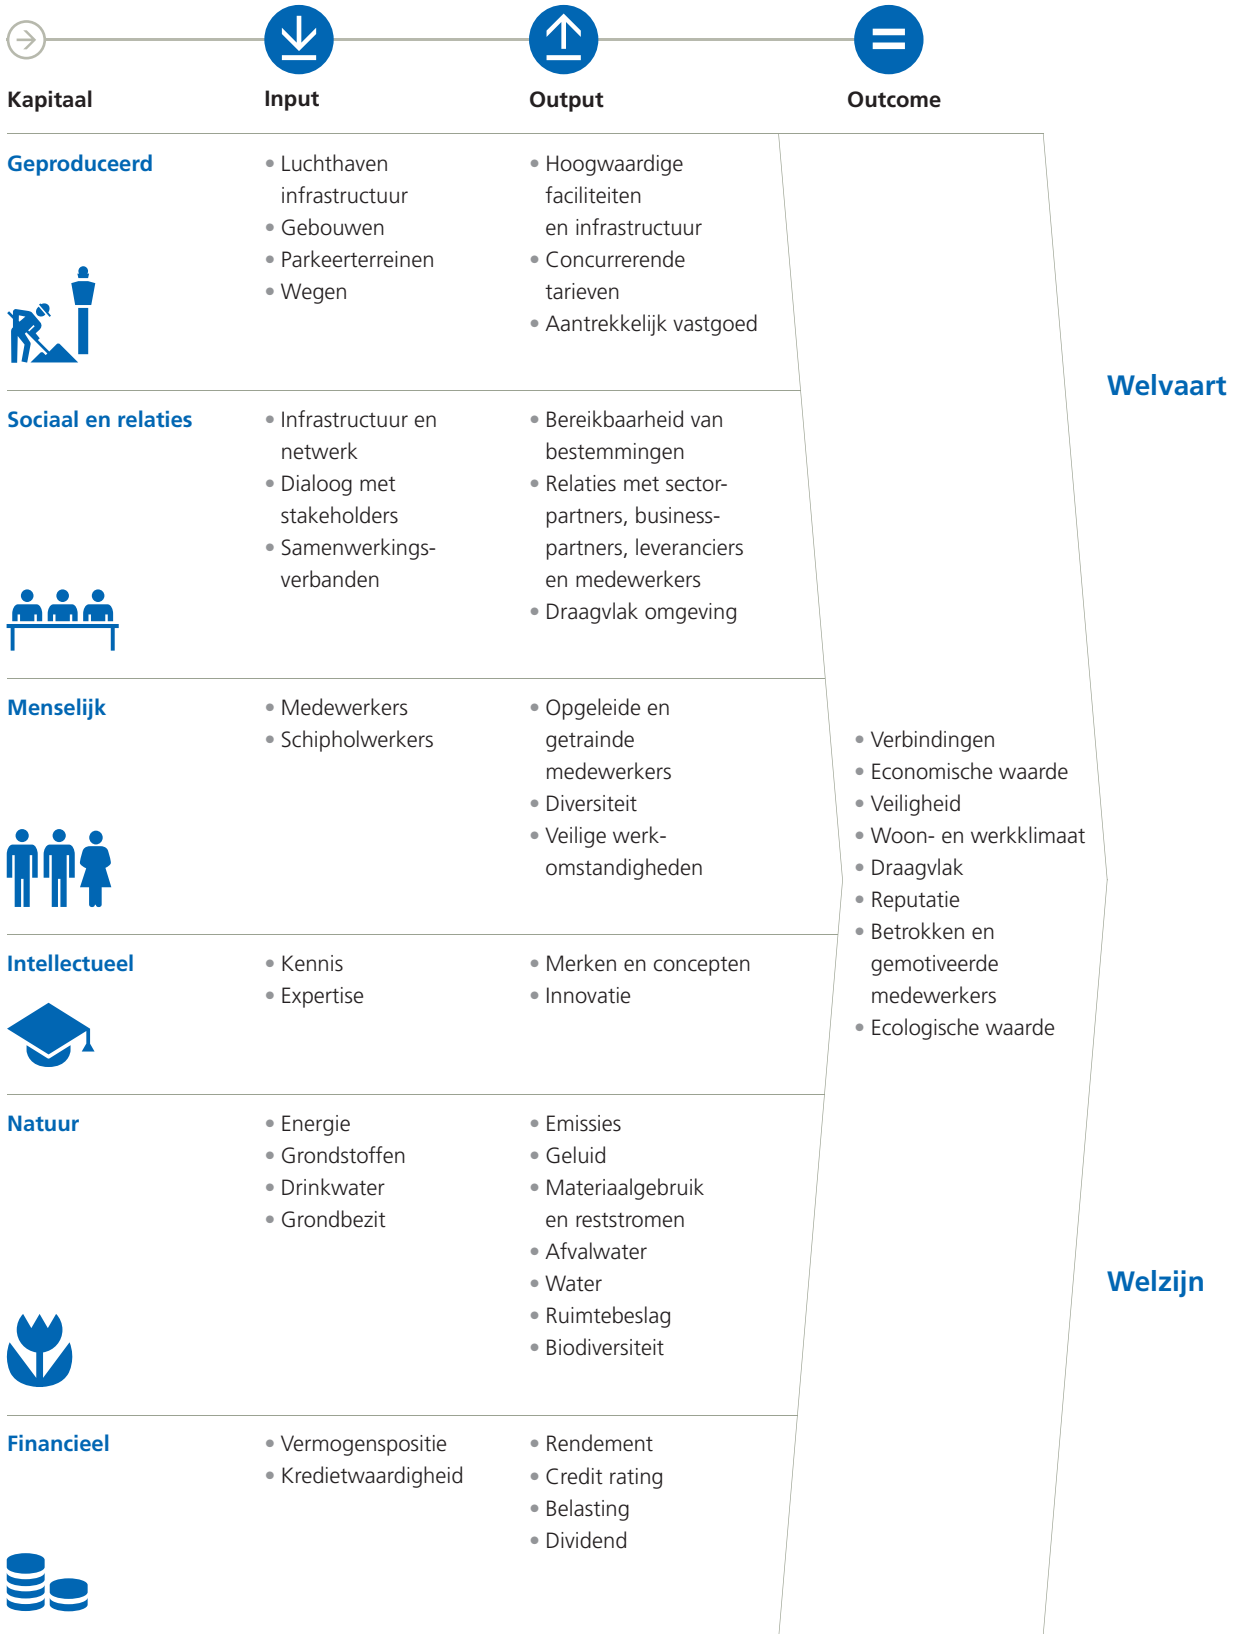 Kapitaal
Input
Output
Outcome
Geproduceerd
• Luchthaven
infrastructuur
• Gebouwen
• Parkeerterreinen
• Wegen
• Hoogwaardige
faciliteiten
en infrastructuur
• Concurrerende
tarieven
• Aantrekkelijk vastgoed
Sociaal en relaties
• Infrastructuur en
netwerk
• Dialoog met
stakeholders
• Samenwerkings-
verbanden
• Bereikbaarheid van
bestemmingen
• Relaties met sector-
partners, business-
partners, leveranciers
en medewerkers
• Draagvlak omgeving
Menselijk
• Medewerkers
• Schipholwerkers
• Opgeleide en
getrainde
medewerkers
• Diversiteit
• Veilige werk-
omstandigheden
Intellectueel
• Kennis
• Expertise
• Merken en concepten
• Innovatie
Natuur
• Energie
• Grondstoffen
• Drinkwater
• Grondbezit
• Emissies
• Geluid
• Materiaalgebruik
en reststromen
• Afvalwater
• Water
• Ruimtebeslag
• Biodiversiteit
Financieel
• Vermogenspositie
• Kredietwaardigheid
• Rendement
• Credit rating
• Belasting
• Dividend
• Verbindingen
• Economische waarde
• Veiligheid
• Woon- en werkklimaat
• Draagvlak
• Reputatie
• Betrokken en
gemotiveerde
medewerkers
• Ecologische waarde
Welvaart
Welzijn